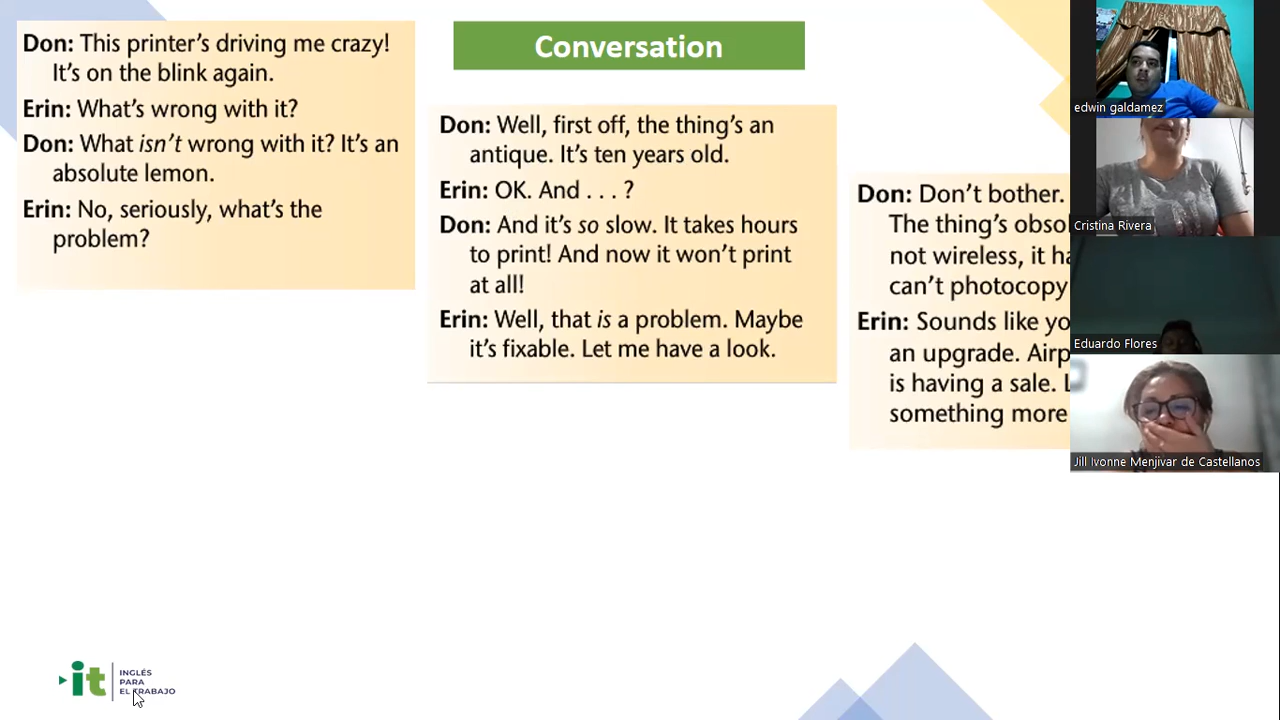 Conversation
Don: This printer's driving me crazy!
It's on the blink again.
Erin: What's wrong with it?
Don: What isn't wrong with it? It's an
absolute lemon.
Erin: No, seriously, what's the
problem?
Don: Well, first off, the thing's an
antique. It's ten years old.
Erin: OK. And . . . ?
Don: And it's so slow. It takes hours
to print! And now it won't print
at all!
Erin: Well, that is a problem. Maybe
it's fixable. Let me have a look.
Don: Don't bother.
The thing's
not wireless, it
can't photocopy
Erin: Sounds like
an upgrade.
is having a sale.
something more
edwin galdamez
Cristina Rivera
Eduardo Flores
Jill Ivonne Menjivar de Castellanos
it
INGLÉS
PARA
EL TRABAJO